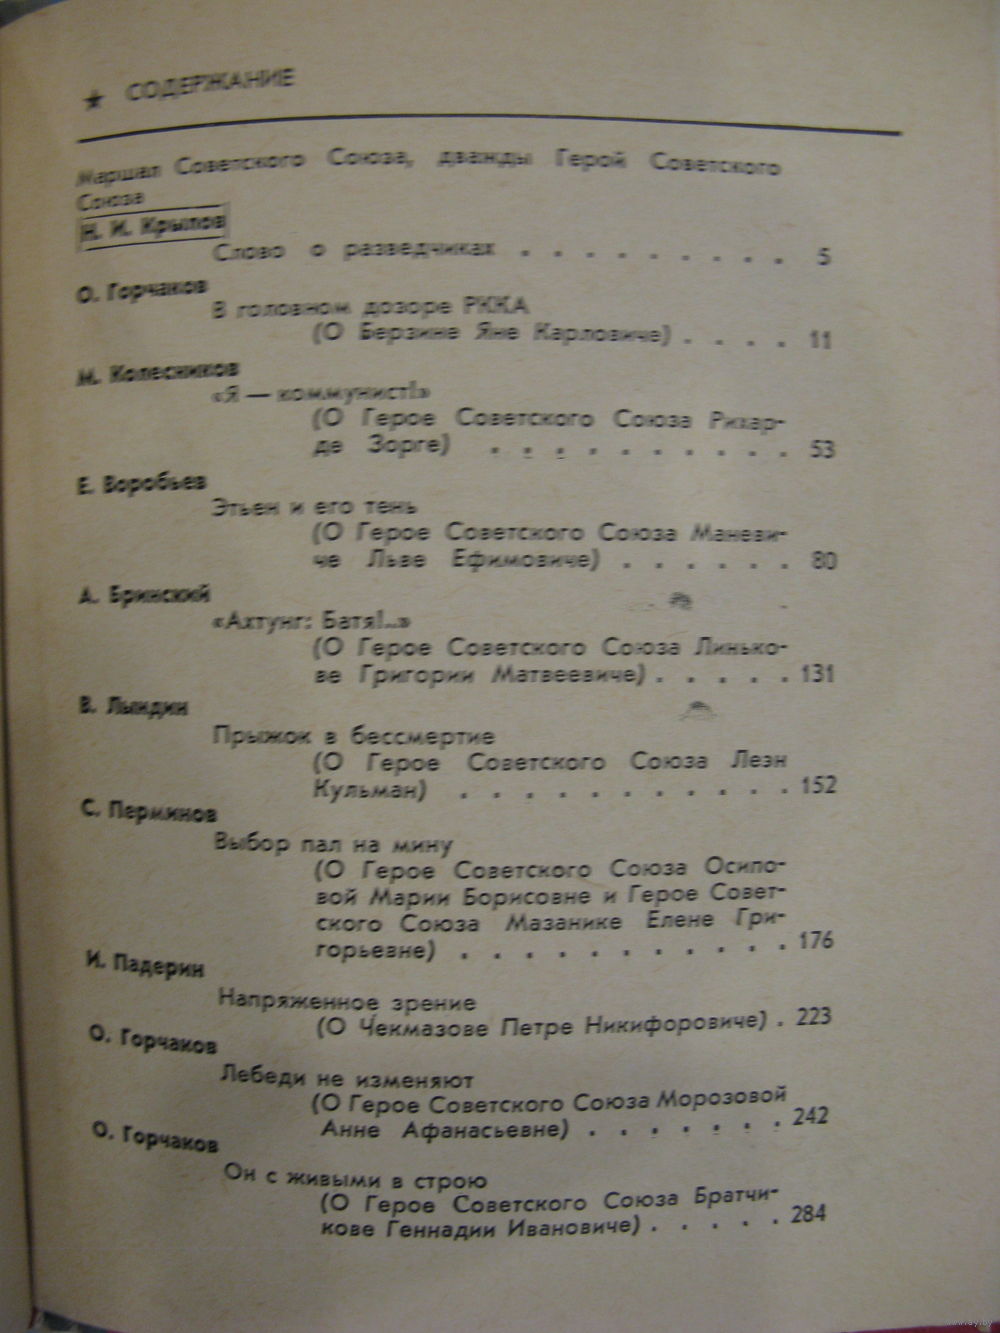 ★ СОДЕРЖАНИЕ
Маршал Советского Союза, дважды Герой Советского
Союза
Н. И. Крылов
Слово о разведчиках . . . . . . . . . 5
О. Горчаков
В головном дозоре РККА
(О Берзине Яне Карловиче) . . . . 11
М. Колесников
«Я — коммунист!»
(О Герое Советского Союза Рихар-
де Зорге) . . . . . . . . . . 53
Е. Воробьев
Этьен и его тень
(О Герое Советского Союза Маневи-
че Льве Ефимовиче) . . . . . . 80
А. Бринский
«Ахтунг: Батя!..»
(О Герое Советского Союза Линько-
ве Григории Матвеевиче) . . . . . 131
В. Лындин
Прыжок в бессмертие
(О Герое Советского Союза Леэн
Кульман) . . . . . . . . . . . 152
С. Перминов
Выбор пал на мину
(О Герое Советского Союза Осипо-
вой Марии Борисовне и Герое Совет-
ского Союза Мазанике Елене Гри-
горьевне) . . . . . . . . . . . 176
И. Падерин
Напряженное зрение
(О Чекмазове Петре Никифоровиче) . 223
О. Горчаков
Лебеди не изменяют
(О Герое Советского Союза Морозовой
Анне Афанасьевне) . . . . . . . 242
О. Горчаков
Он с живыми в строю
(О Герое Советского Союза Братчи-
кове Геннадии Ивановиче) . . . . . 284
www.ay.by